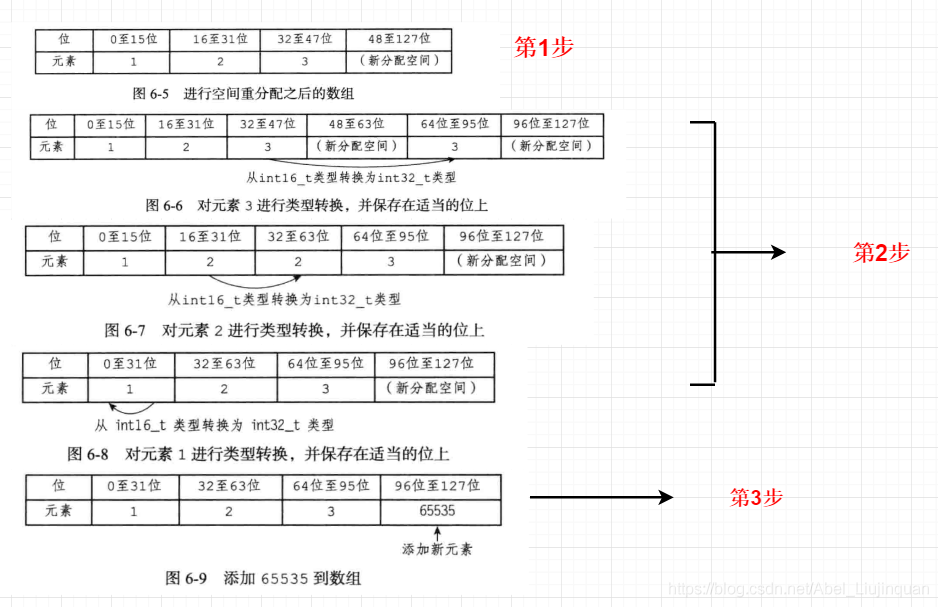 位 0至15位 16至31位 32至47位 48至127位
元素 1 2 3 （新分配空间）
第1步
图 6-5 进行空间重分配之后的数组
位 0至15位 16至31位 32至47位 48至63位 64位至95位 96位至127位
元素 1 2 3 （新分配空间） 3 （新分配空间）
从int16_t类型转换为int32_t类型
图 6-6 对元素 3 进行类型转换，并保存在适当的位上
位 0至15位 16至31位 32至63位 64位至95位 96位至127位
元素 1 2 2 3 （新分配空间）
从int16_t类型转换为int32_t类型
第2步
图 6-7 对元素 2 进行类型转换，并保存在适当的位上
位 0至31位 32至63位 64位至95位 96位至127位
元素 1 2 3 （新分配空间）
从 int16_t 类型转换为 int32_t 类型
图 6-8 对元素 1 进行类型转换，并保存在适当的位上
位 0至31位 32至63位 64位至95位 96位至127位
元素 1 2 3 65535
第3步
添加新元素
图 6-9 添加 65535 到数组
https://blog.csdn.net/Abel_Liujinquan